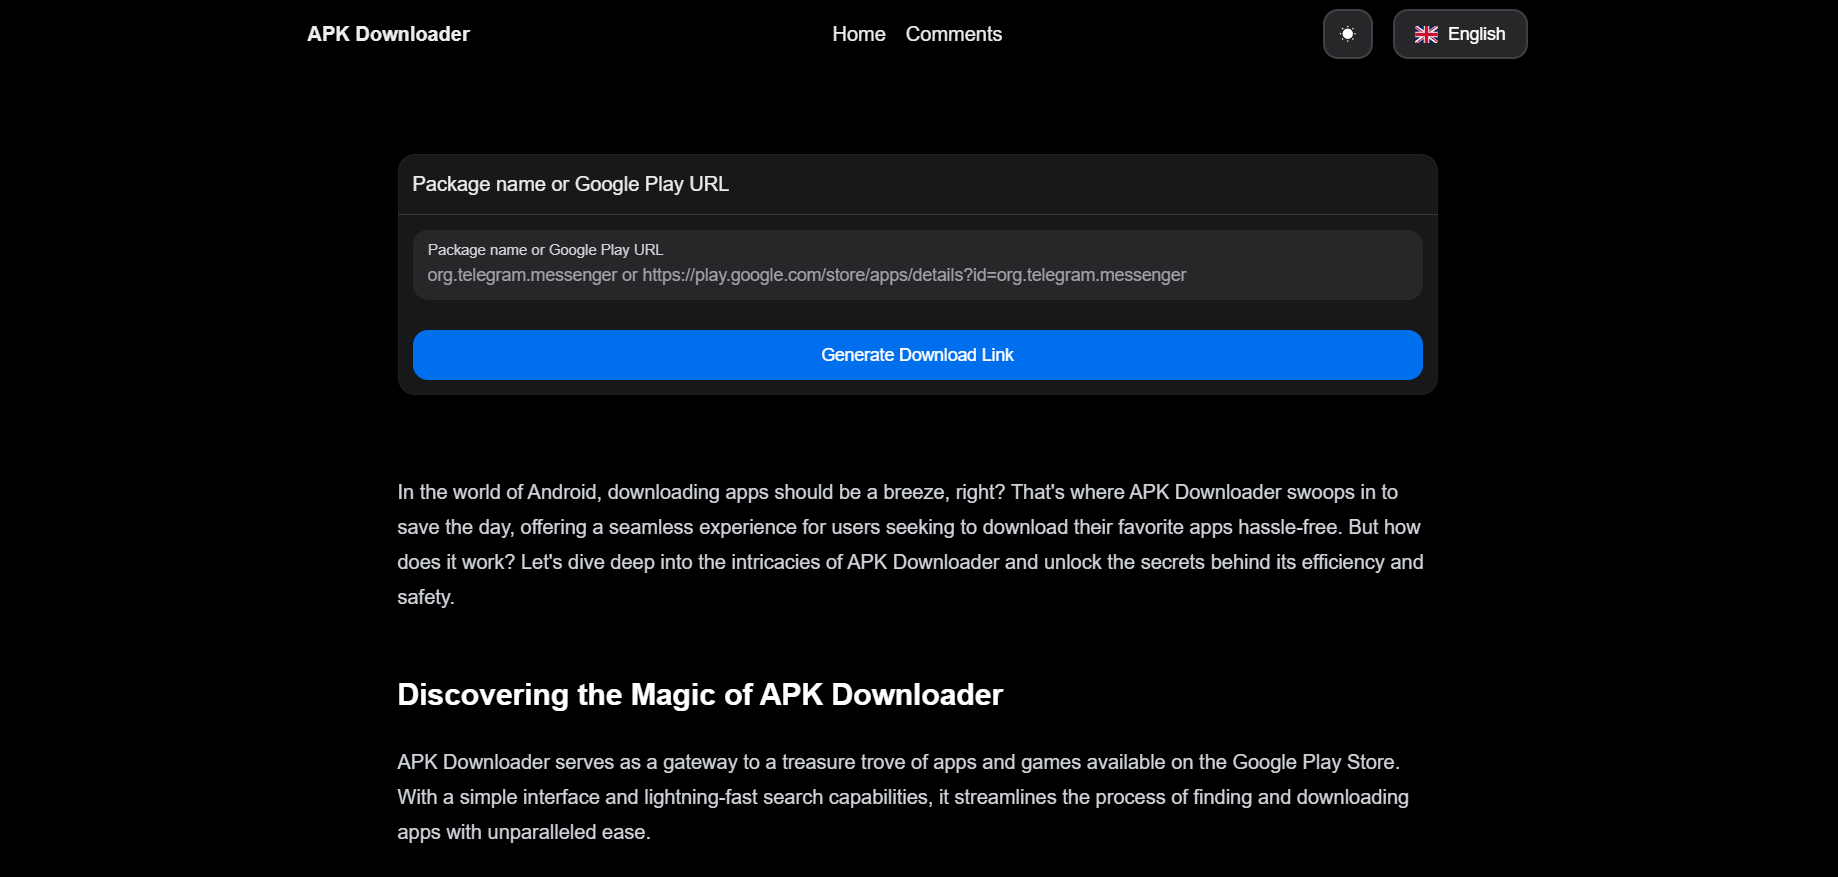 APK Downloader
Home
Comments
English
Package name or Google Play URL
Package name or Google Play URL
org.telegram.messenger or https://play.google.com/store/apps/details?id=org.telegram.messenger
Generate Download Link
In the world of Android, downloading apps should be a breeze, right? That's where APK Downloader swoops in to
save the day, offering a seamless experience for users seeking to download their favorite apps hassle-free. But how
does it work? Let's dive deep into the intricacies of APK Downloader and unlock the secrets behind its efficiency and
safety.
Discovering the Magic of APK Downloader
APK Downloader serves as a gateway to a treasure trove of apps and games available on the Google Play Store.
With a simple interface and lightning-fast search capabilities, it streamlines the process of finding and downloading
apps with unparalleled ease.